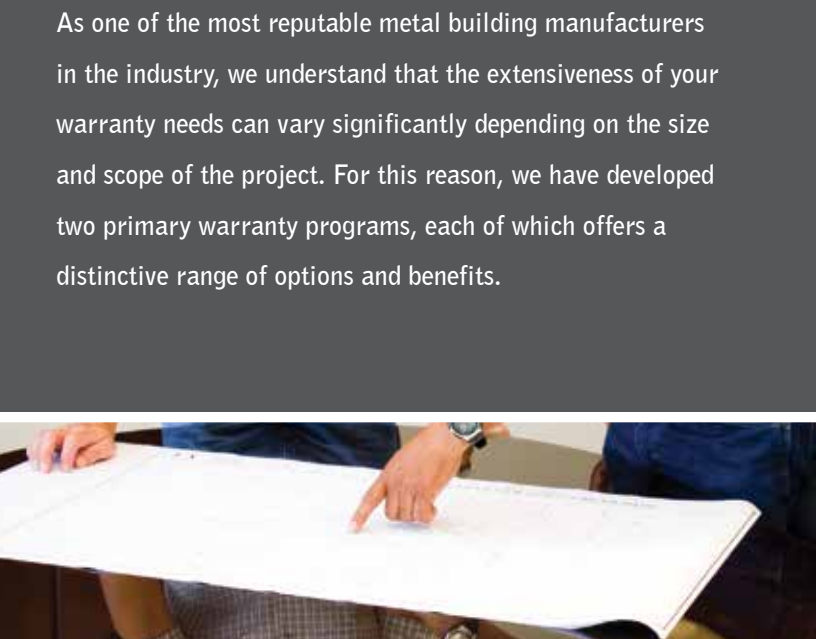 As one of the most reputable metal building manufacturers
in the industry, we understand that the extensiveness of your
warranty needs can vary significantly depending on the size
and scope of the project. For this reason, we have developed
two primary warranty programs, each of which offers a
distinctive range of options and benefits.